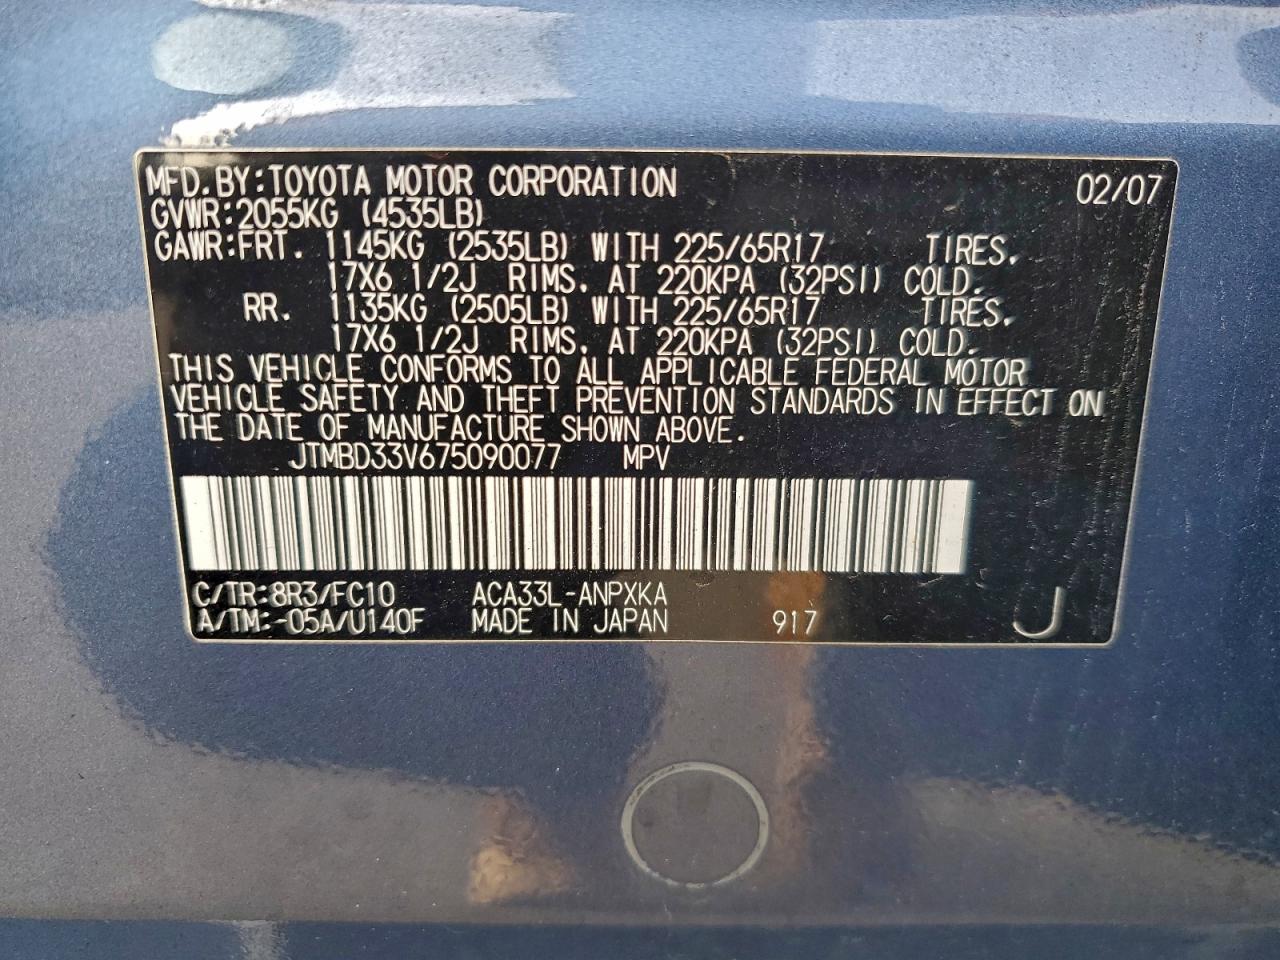 MFD.BY:TOYOTA MOTOR CORPORATION 02/07
GVWR:2055KG (4535LB)
GAWR:FRT. 1145KG (2535LB) WITH 225/65R17 TIRES.
17X6 1/2J RIMS. AT 220KPA (32PSI) COLD.
RR. 1135KG (2505LB) WITH 225/65R17 TIRES.
17X6 1/2J RIMS. AT 220KPA (32PSI) COLD.
THIS VEHICLE CONFORMS TO ALL APPLICABLE FEDERAL MOTOR
VEHICLE SAFETY AND THEFT PREVENTION STANDARDS IN EFFECT ON
THE DATE OF MANUFACTURE SHOWN ABOVE.
JTMBD33V675090077 MPV
C/TR:8R3/FC10 ACA33L-ANPXKA
A/TM:-05A/U140F MADE IN JAPAN 917 J